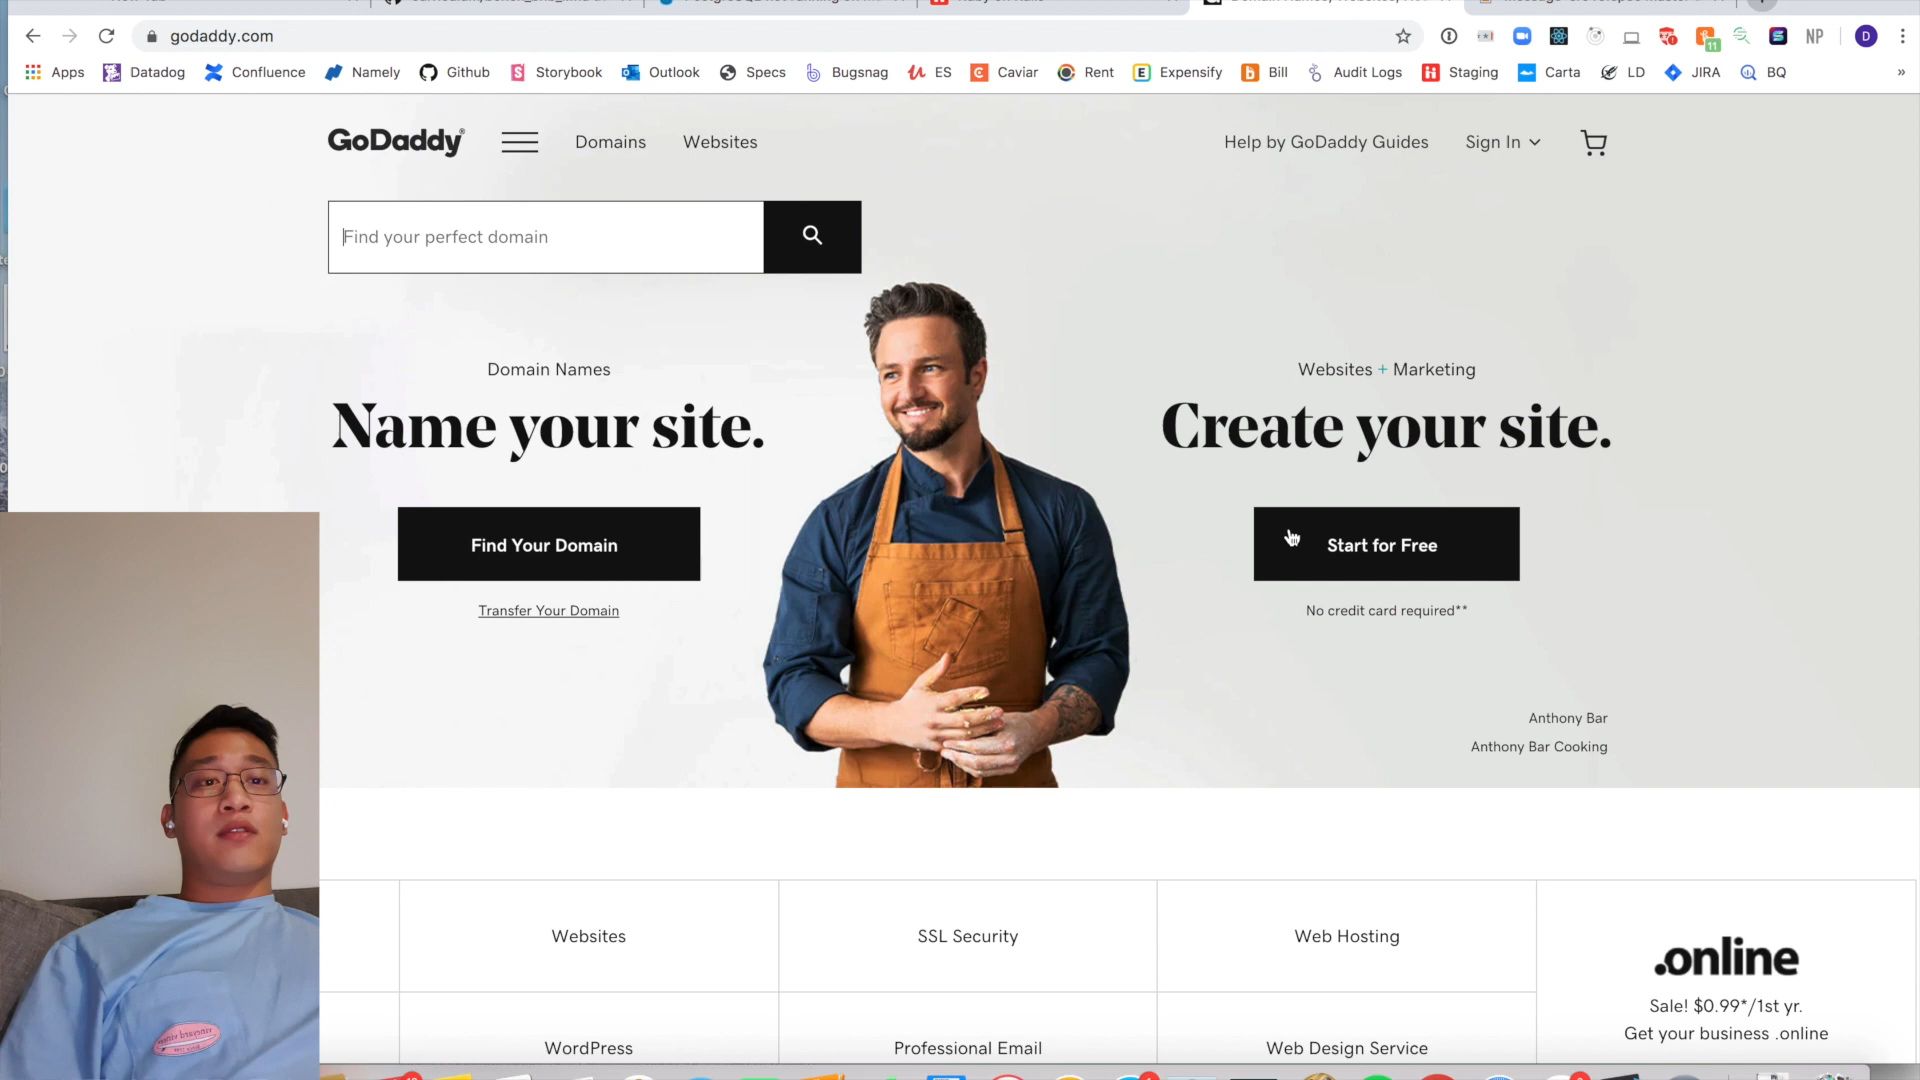 godaddy.com
Apps
Datadog
Confluence
Namely
Github
Storybook
Outlook
Specs
Bugsnag
ES
Caviar
Rent
Expensify
Bill
Audit Logs
Staging
Carta
LD
JIRA
BQ
»
11
NP
D
GoDaddy
Domains
Websites
Help by GoDaddy Guides
Sign In
Find your perfect domain
Domain Names
Name your site.
Find Your Domain
Transfer Your Domain
Websites + Marketing
Create your site.
Start for Free
No credit card required**
Anthony Bar
Anthony Bar Cooking
Websites
SSL Security
Web Hosting
WordPress
Professional Email
Web Design Service
.online
Sale! $0.99*/1st yr.
Get your business .online
vineyard vines